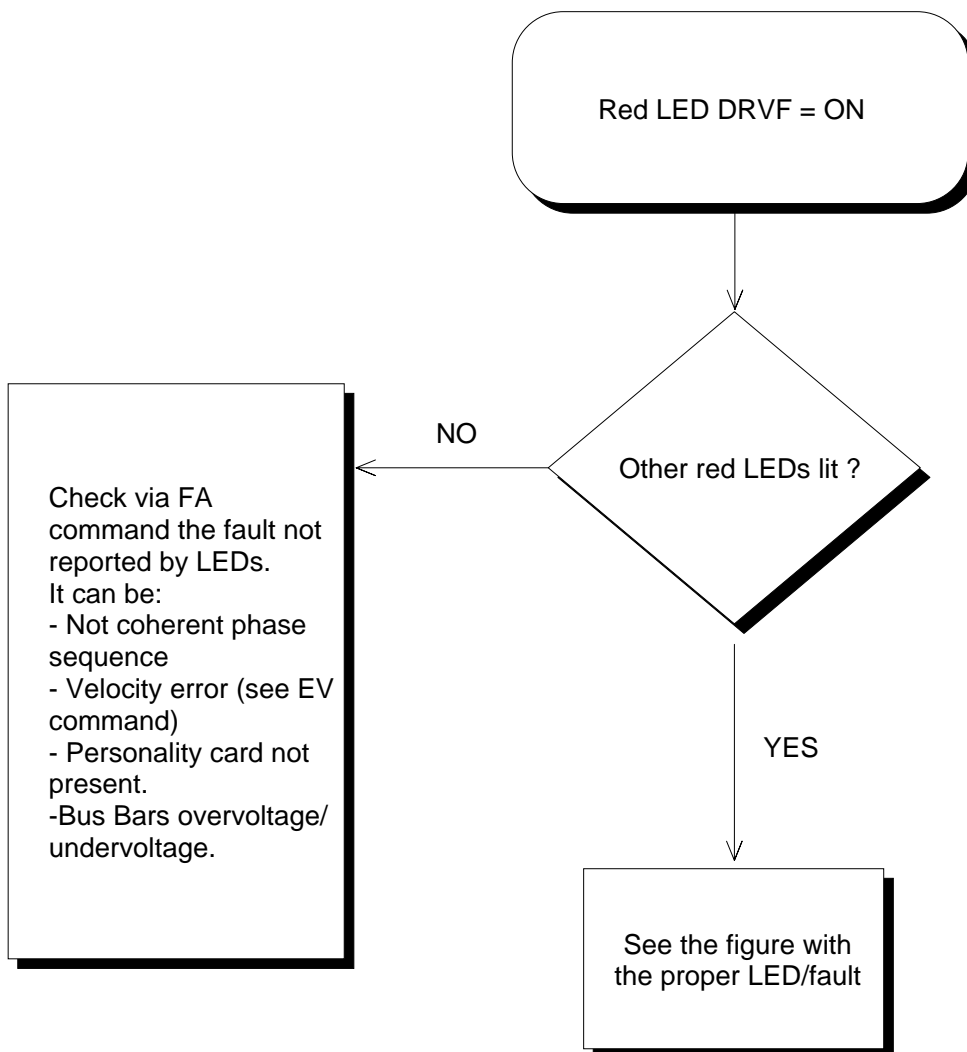 Red LED DRVF = ON
Other red LEDs lit ?
NO
Check via FA
command the fault not
reported by LEDs.
It can be:
- Not coherent phase
sequence
- Velocity error (see EV
command)
- Personality card not
present.
-Bus Bars overvoltage/
undervoltage.
YES
See the figure with
the proper LED/fault